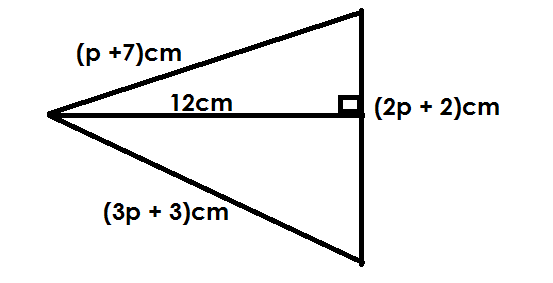 (p +7)cm
12cm
(2p + 2)cm
(3p + 3)cm